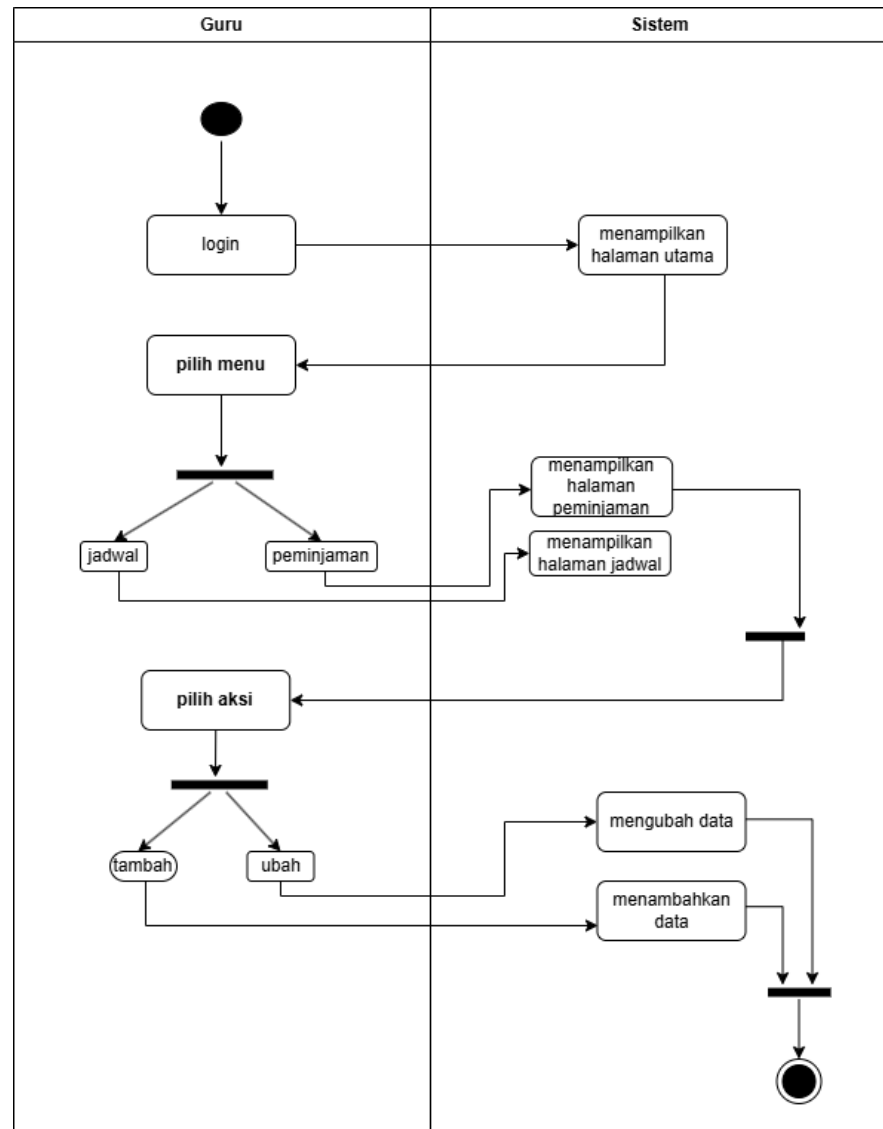 Guru
Sistem
login
menampilkan
halaman utama
pilih menu
menampilkan
halaman
peminjaman
jadwal
peminjaman
menampilkan
halaman jadwal
pilih aksi
mengubah data
tambah
ubah
menambahkan
data